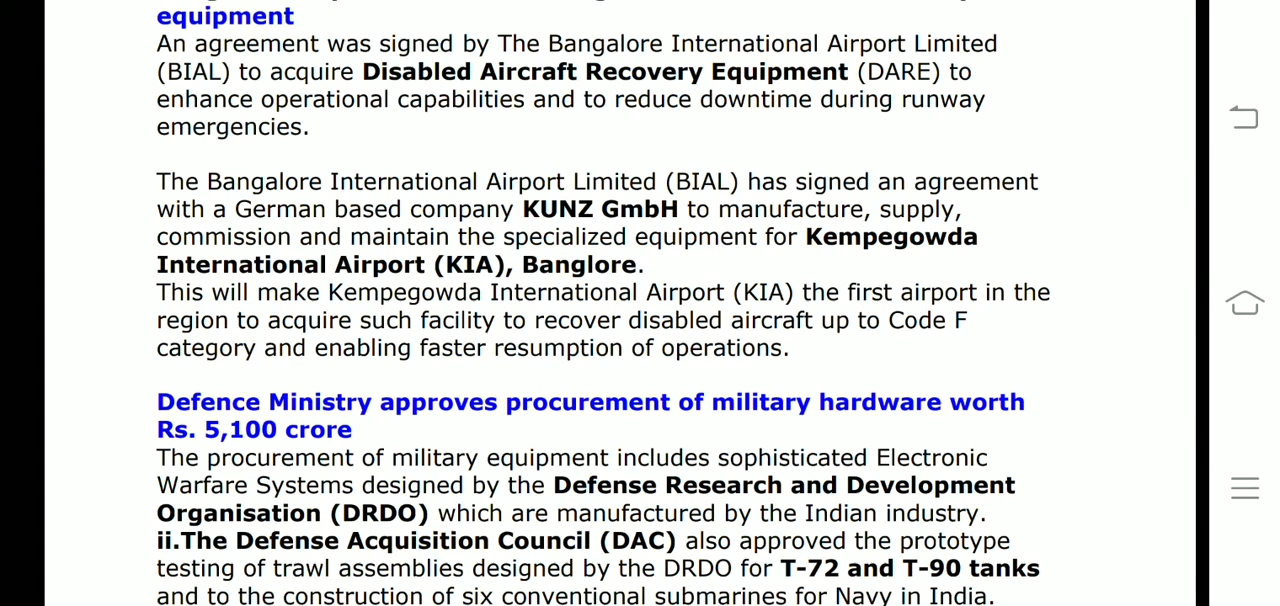 equipment
An agreement was signed by The Bangalore International Airport Limited
(BIAL) to acquire Disabled Aircraft Recovery Equipment (DARE) to
enhance operational capabilities and to reduce downtime during runway
emergencies.
The Bangalore International Airport Limited (BIAL) has signed an agreement
with a German based company KUNZ GmbH to manufacture, supply,
commission and maintain the specialized equipment for Kempegowda
International Airport (KIA), Banglore.
This will make Kempegowda International Airport (KIA) the first airport in the
region to acquire such facility to recover disabled aircraft up to Code F
category and enabling faster resumption of operations.
Defence Ministry approves procurement of military hardware worth
Rs. 5,100 crore
The procurement of military equipment includes sophisticated Electronic
Warfare Systems designed by the Defense Research and Development
Organisation (DRDO) which are manufactured by the Indian industry.
ii.The Defense Acquisition Council (DAC) also approved the prototype
testing of trawl assemblies designed by the DRDO for T-72 and T-90 tanks
and to the construction of six conventional submarines for Navy in India.